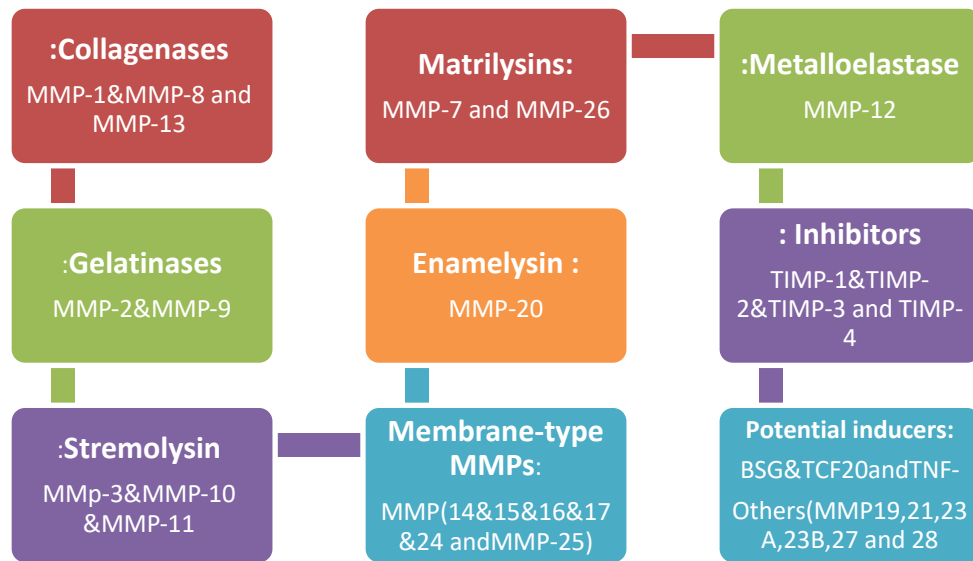 :Collagenases
MMP-1&MMP-8 and
MMP-13
:Gelatinases
MMP-2&MMP-9
:Stremolysin
MMp-3&MMP-10
&MMP-11
Membrane-type
MMPs:
MMP(14&15&16&17
&24 andMMP-25)
Enamelysin :
MMP-20
Matrilysins:
MMP-7 and MMP-26
:Metalloelastase
MMP-12
: Inhibitors
TIMP-1&TIMP-
2&TIMP-3 and TIMP-
4
Potential inducers:
BSG&TCF20andTNF-
Others(MMP19,21,23
A,23B,27 and 28